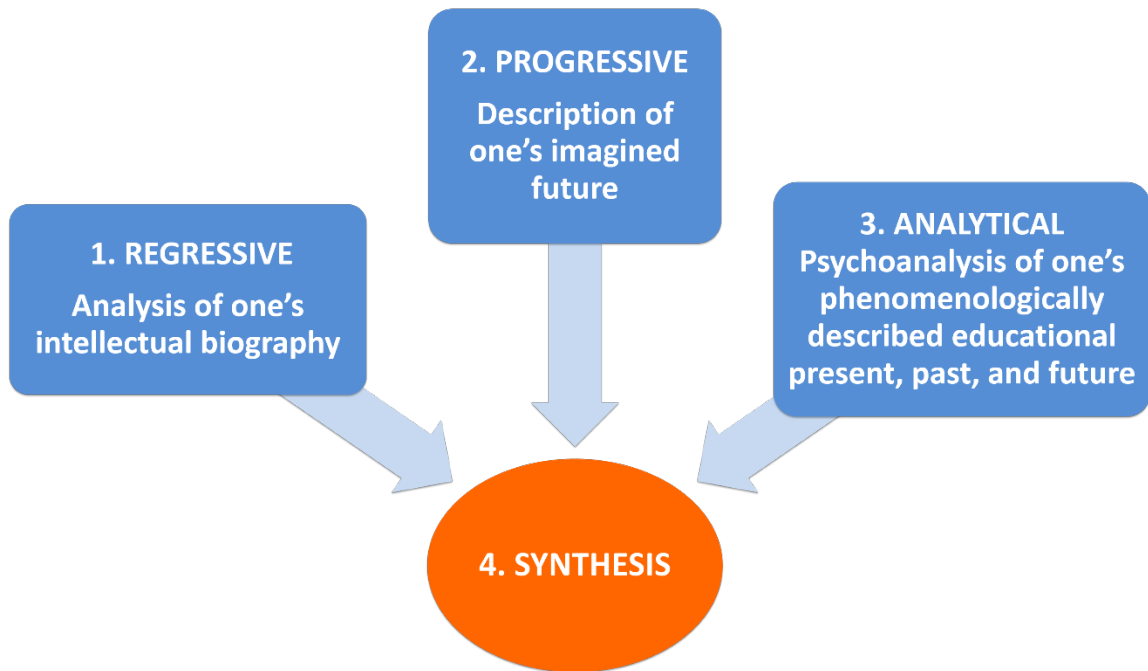 1. REGRESSIVE
Analysis of one’s
intellectual biography
2. PROGRESSIVE
Description of
one’s imagined
future
3. ANALYTICAL
Psychoanalysis of one’s
phenomenologically
described educational
present, past, and future
4. SYNTHESIS